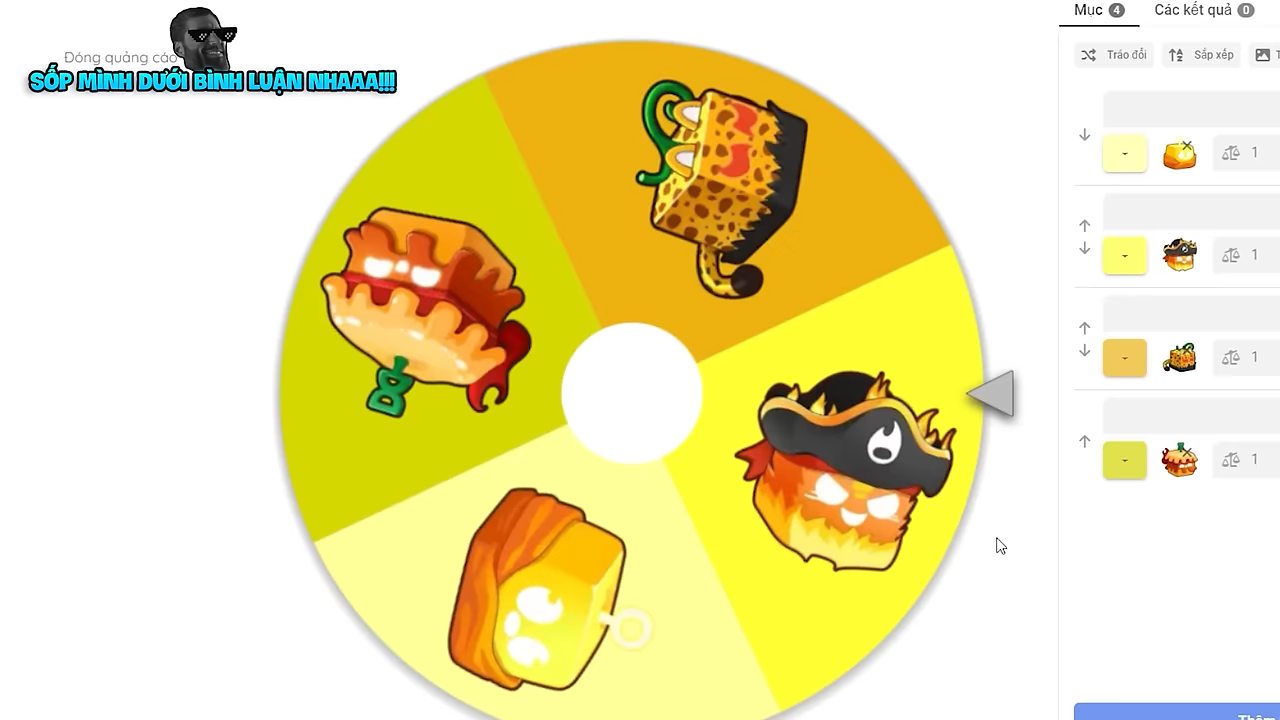 Mục 4 Các kết quả 0
Đóng quảng cáo
SỐP MÌNH DƯỚI BÌNH LUẬN NHAAA!!!
Tráo đổi Sắp xếp
1
1
1
1